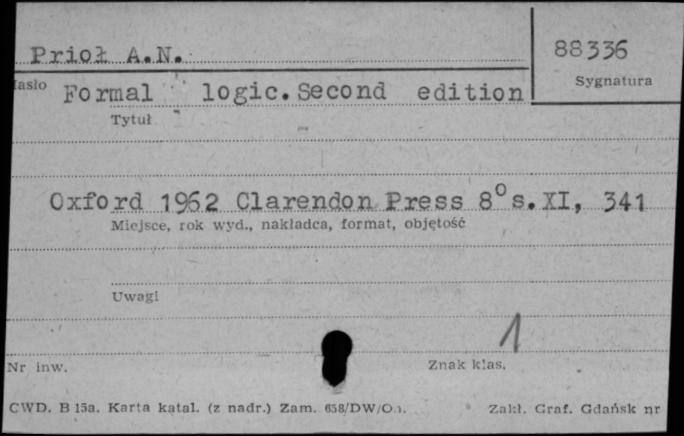 Prioł A.N.
88336
Sygnatura
Hasło Formal logic.Second edition
Tytuł
Oxford 1962 Clarendon Press 8° s.XI, 341
Miejsce, rok wyd., nakładca, format, objętość
Uwagi
1
Nr inw.
Znak klas.
CWD. B 15a. Karta katal. (z nadr.) Zam. 658/DW/O
Zakł. Graf. Gdańsk nr